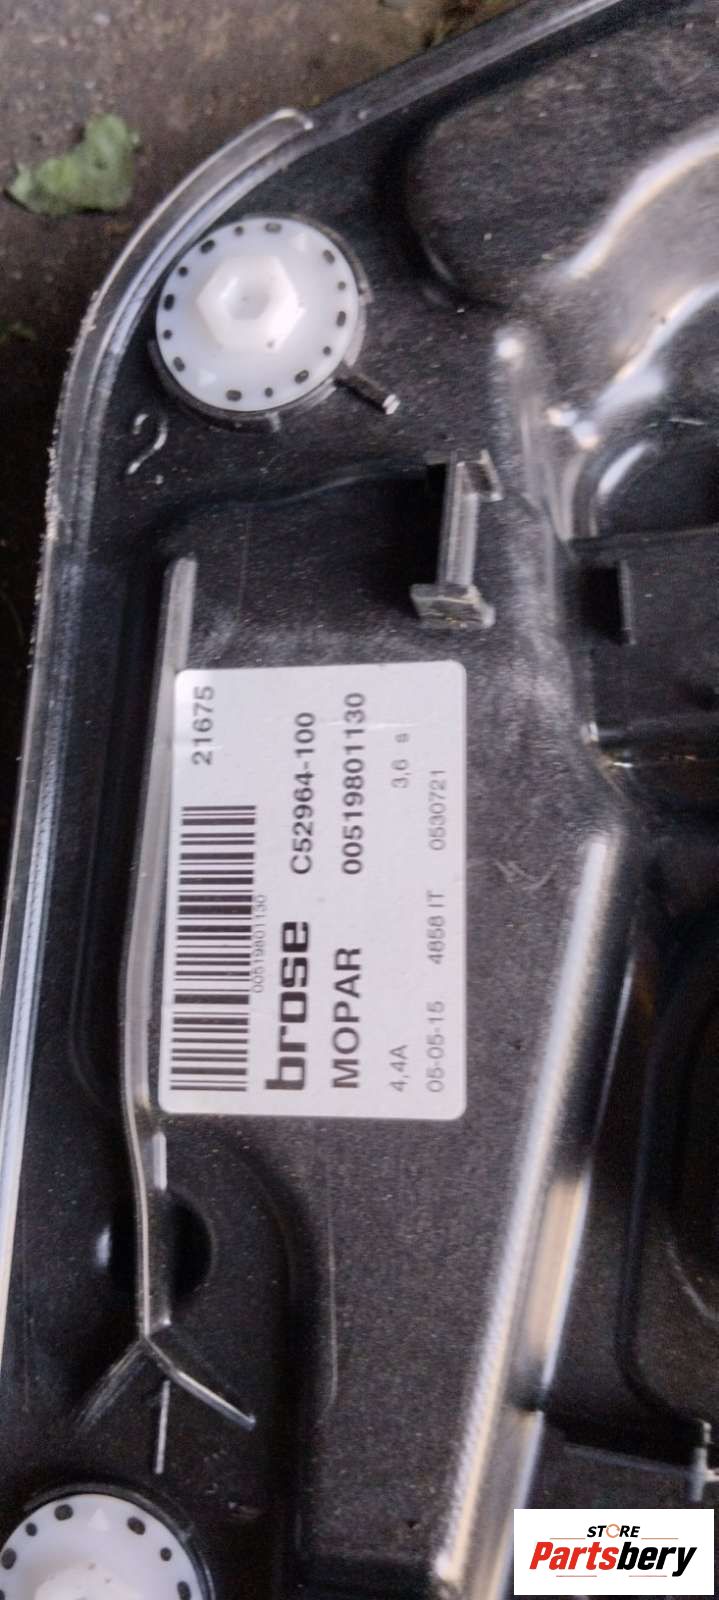 2
21675
00519801130
brose C52964-100
MOPAR 00519801130
4,4A 3,6 s
05-05-15 4858 IT 0530721
STORE
Partsbery